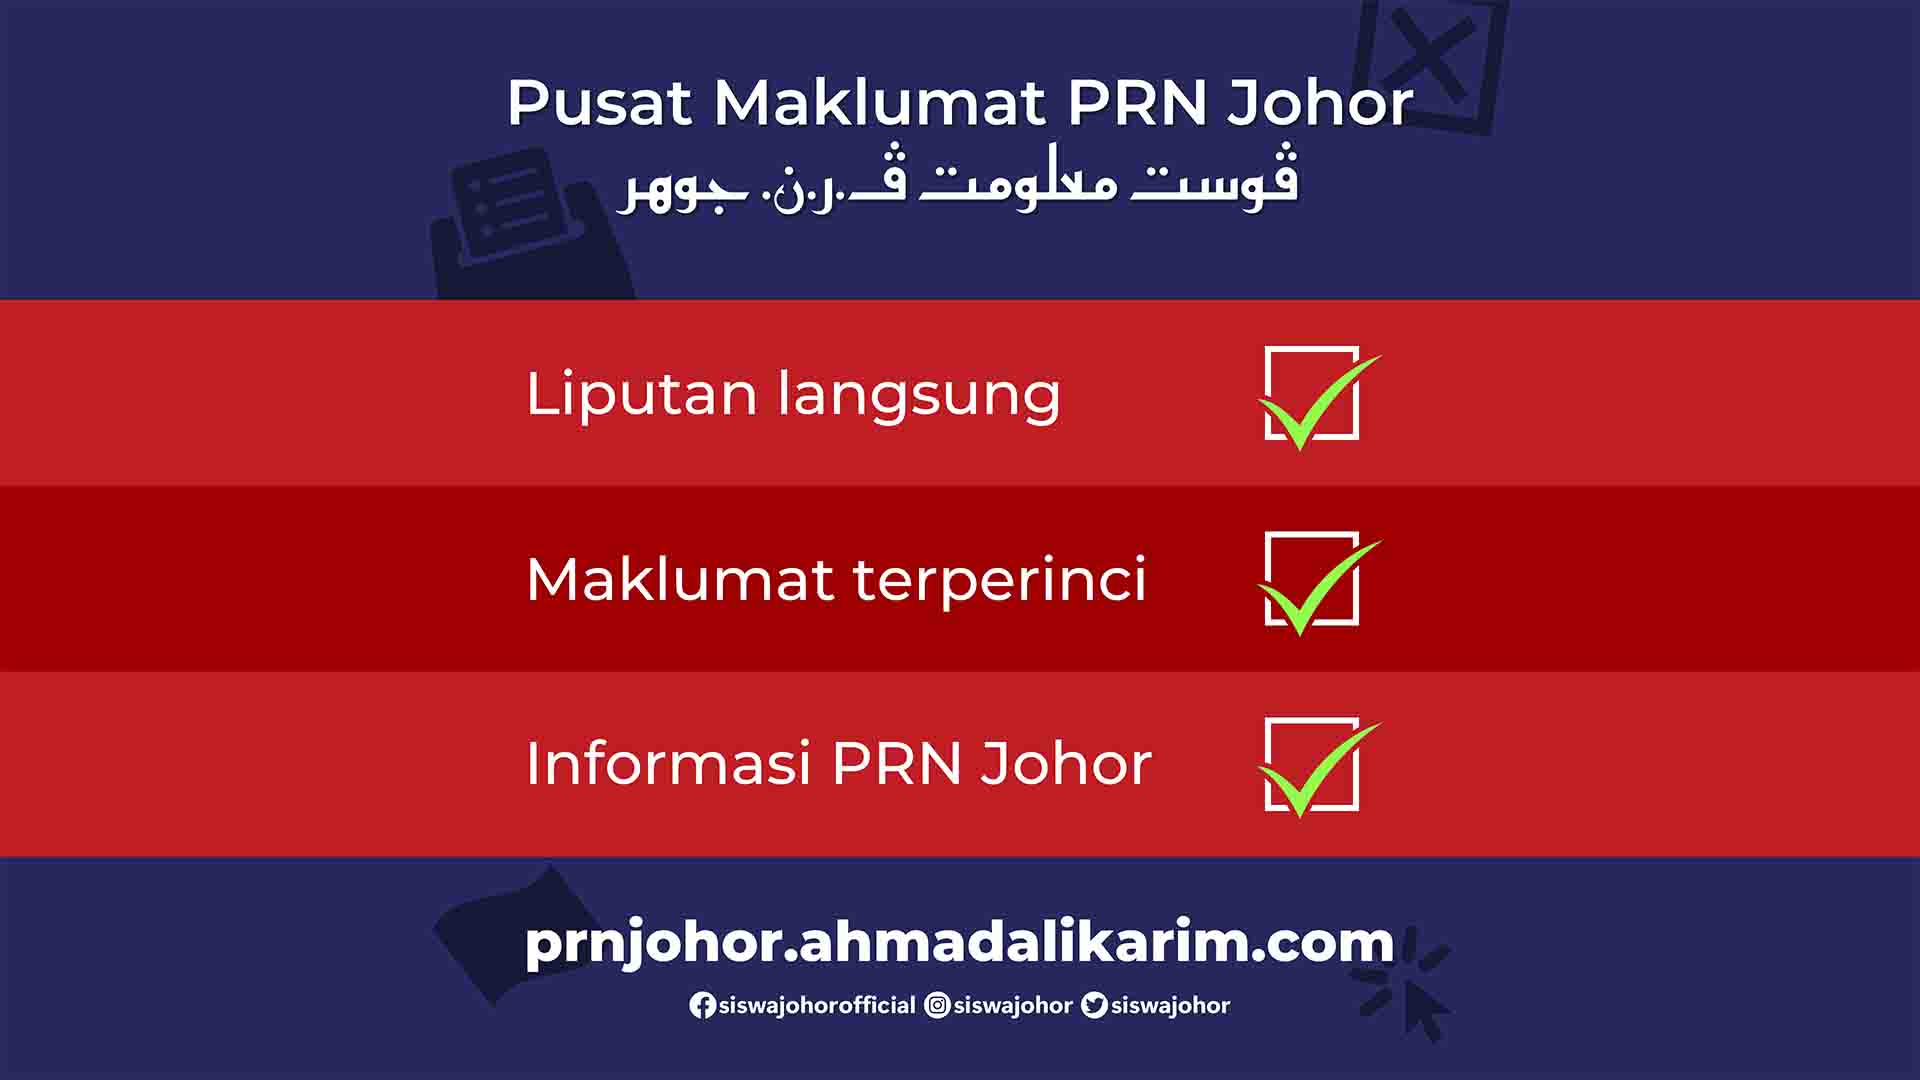 Pusat Maklumat PRN Johor
ڤوست معلومت ڤ.ر.ن. جوهر
Liputan langsung
Maklumat terperinci
Informasi PRN Johor
prnjohor.ahmadalikarim.com
siswajohorofficial siswajohor siswajohor